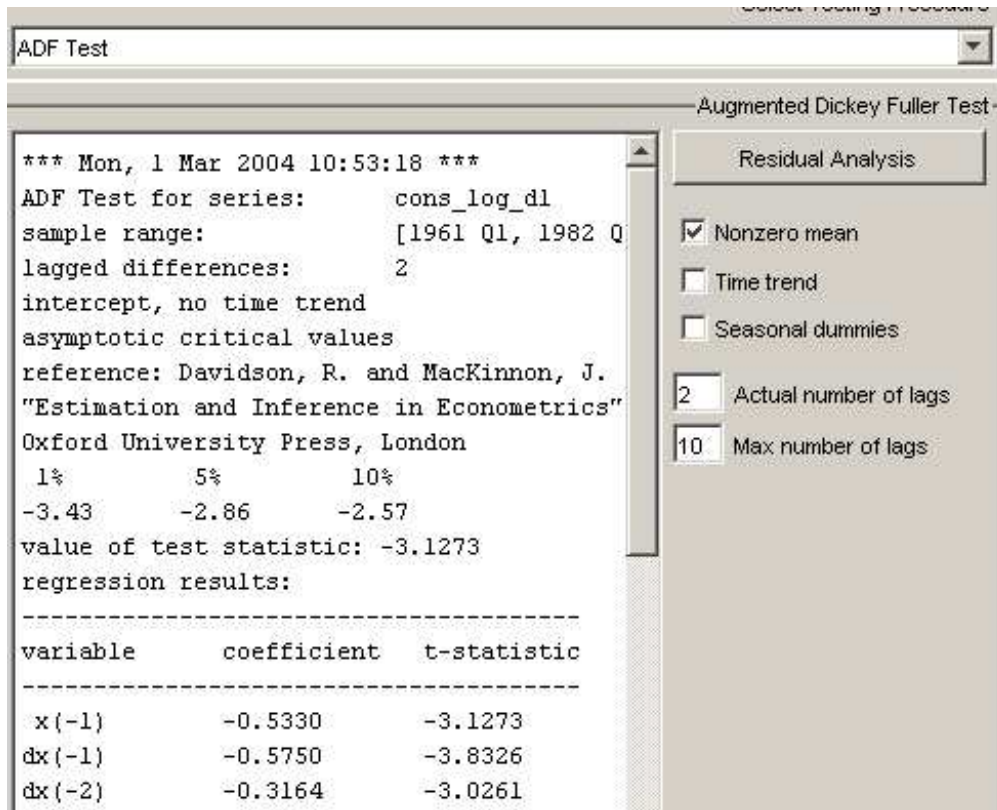 Select Testing Procedure
ADF Test
Augmented Dickey Fuller Test
*** Mon, 1 Mar 2004 10:53:18 ***
ADF Test for series: cons_log_d1
sample range: [1961 Q1, 1982 Q
lagged differences: 2
intercept, no time trend
asymptotic critical values
reference: Davidson, R. and MacKinnon, J.
"Estimation and Inference in Econometrics"
Oxford University Press, London
1% 5% 10%
-3.43 -2.86 -2.57
value of test statistic: -3.1273
regression results:
---------------------------------------
variable coefficient t-statistic
---------------------------------------
x(-1) -0.5330 -3.1273
dx(-1) -0.5750 -3.8326
dx(-2) -0.3164 -3.0261
Residual Analysis
Nonzero mean
Time trend
Seasonal dummies
2 Actual number of lags
10 Max number of lags